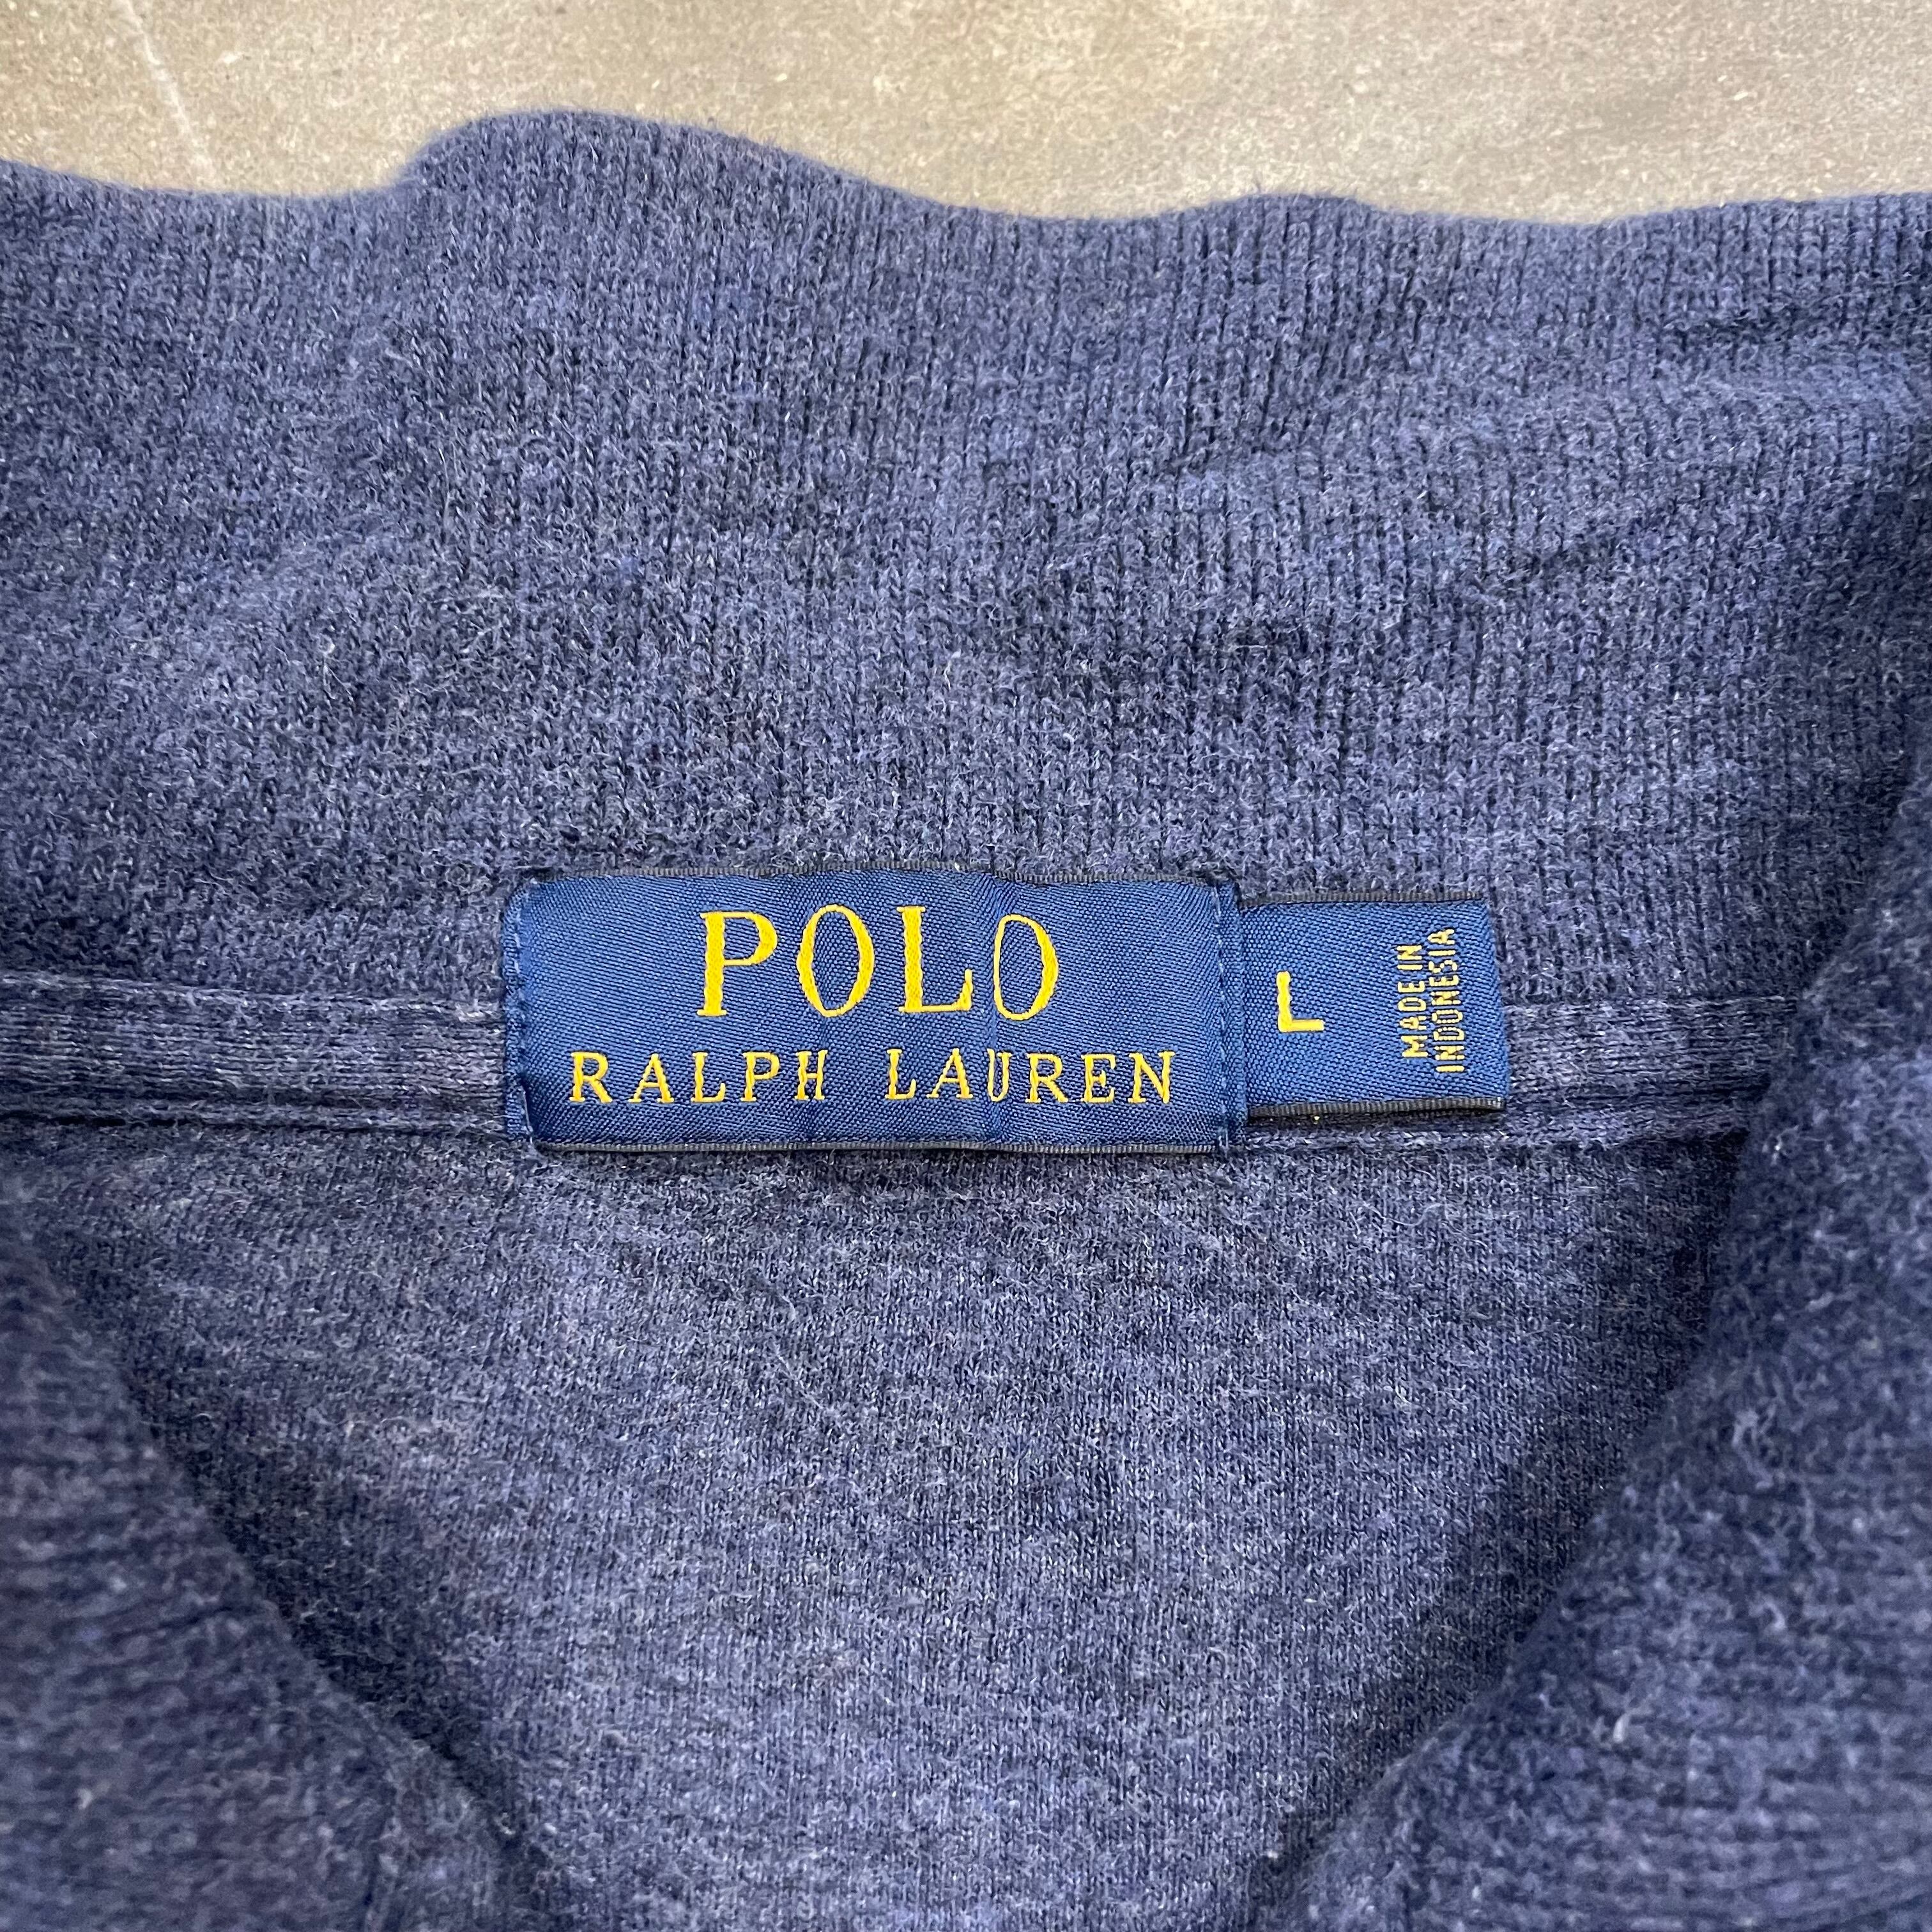 POLO
RALPH LAUREN
L
MADE IN
INDONESIA